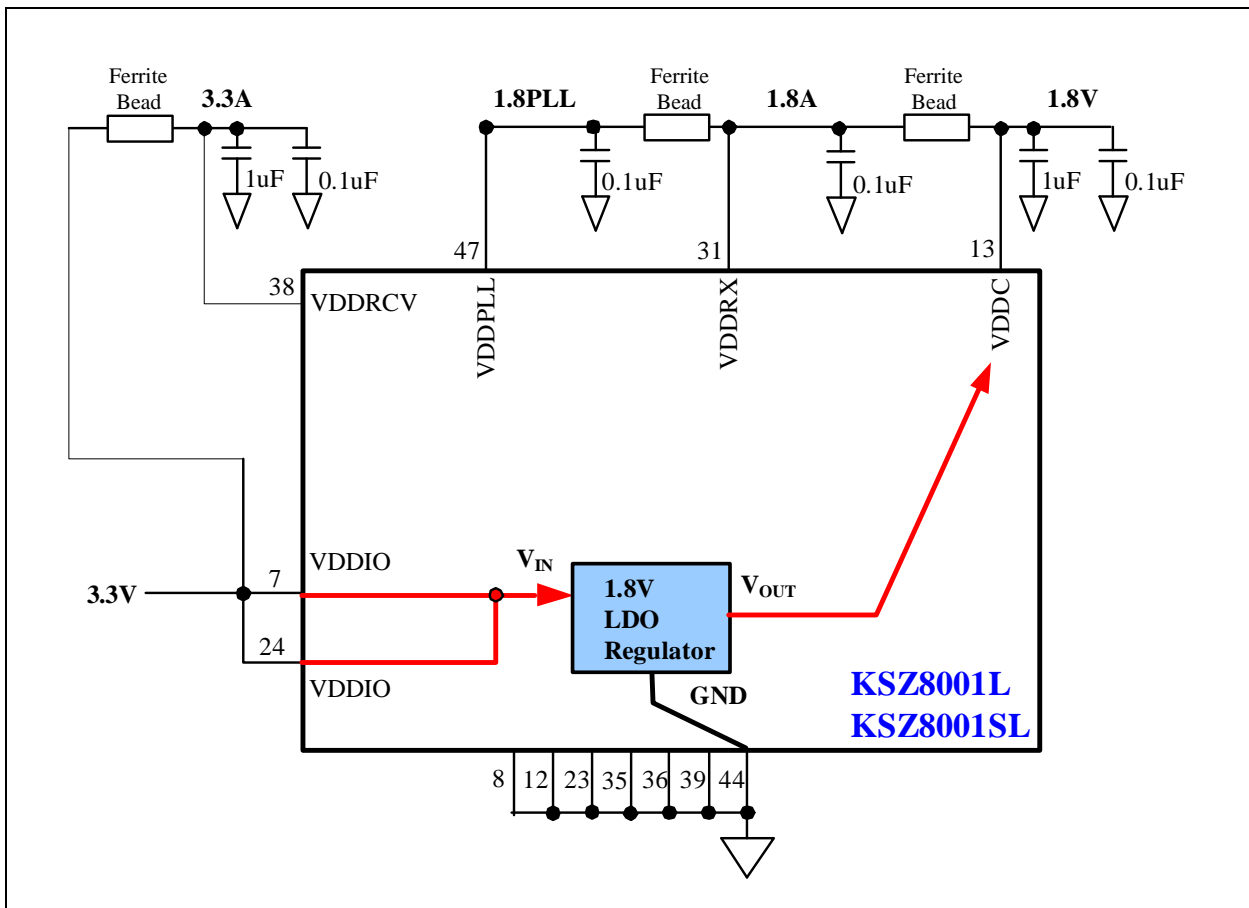 Ferrite
Bead
3.3A
1uF
0.1uF
1.8PLL
0.1uF
Ferrite
Bead
1.8A
0.1uF
Ferrite
Bead
1.8V
1uF
0.1uF
47
31
13
38
VDDRCV
VDDPLL
VDDRX
VDDC
3.3V
7
VDDIO
24
VDDIO
VIN
1.8V
LDO
Regulator
VOUT
GND
KSZ8001L
KSZ8001SL
8
12
23
35
36
39
44